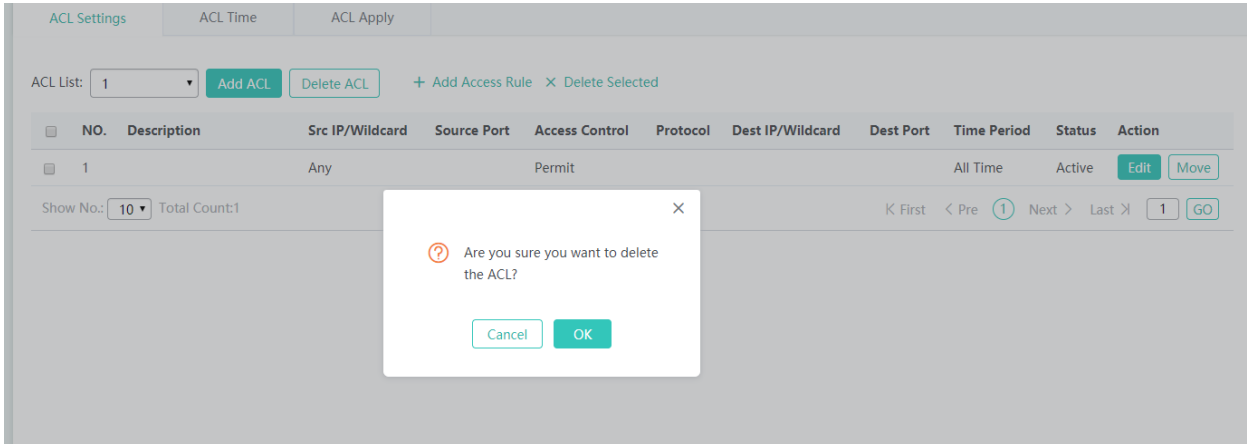 ACL Settings ACL Time ACL Apply
ACL List: 1 Add ACL Delete ACL + Add Access Rule × Delete Selected
NO. Description Src IP/Wildcard Source Port Access Control Protocol Dest IP/Wildcard Dest Port Time Period Status Action
1 Any Permit All Time Active Edit Move
Show No.: 10 Total Count:1 First Pre 1 Next Last 1 GO
Are you sure you want to delete
the ACL?
Cancel OK